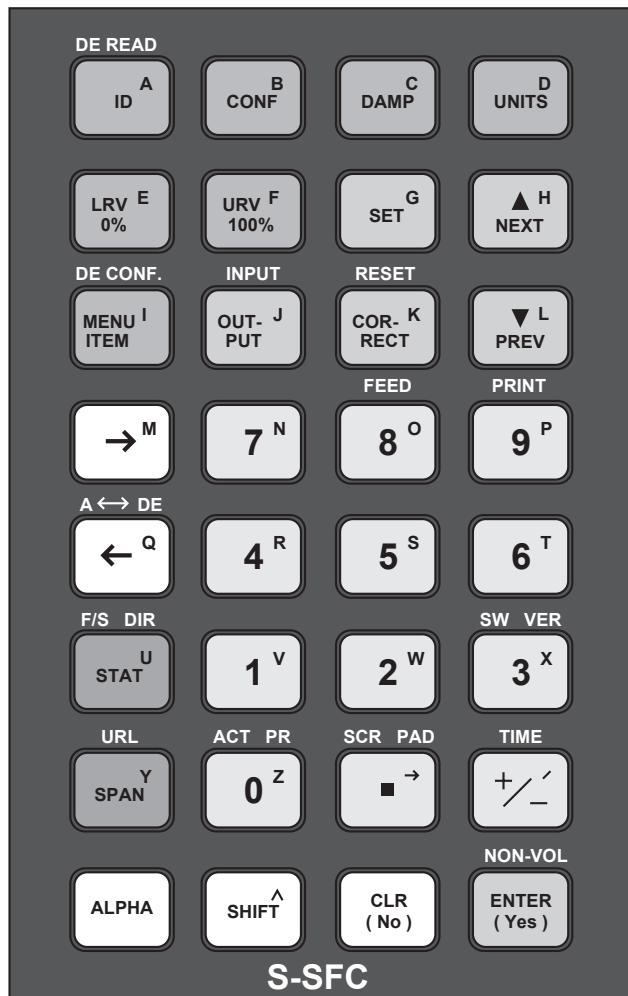 DE READ
A B C D
ID CONF DAMP UNITS
LRV E URV F G ▲ H
0% 100% SET NEXT
DE CONF. INPUT RESET
MENU I OUT- J COR- K ▼ L
ITEM PUT RECT PREV
FEED PRINT
→ M 7 N 8 O 9 P
A ↔ DE
← Q 4 R 5 S 6 T
F/S DIR SW VER
STAT U 1 V 2 W 3 X
URL ACT PR SCR PAD TIME
SPAN Y 0 Z ■ → +/− ′
NON-VOL
ALPHA SHIFT ^ CLR ENTER
( No ) ( Yes )
S-SFC